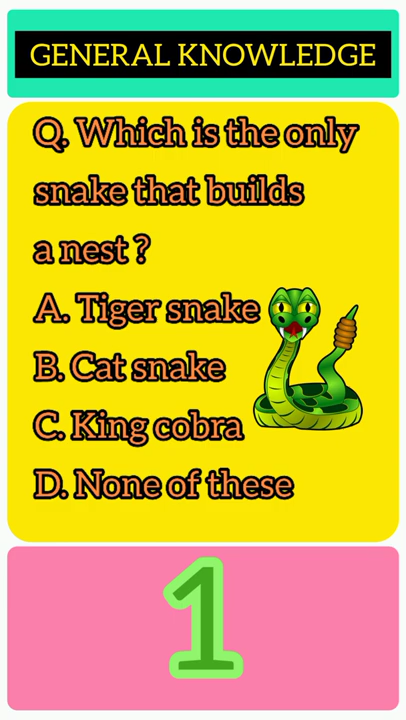 GENERAL KNOWLEDGE
Q. Which is the only
snake that builds
a nest ?
A. Tiger snake
B. Cat snake
C. King cobra
D. None of these
1